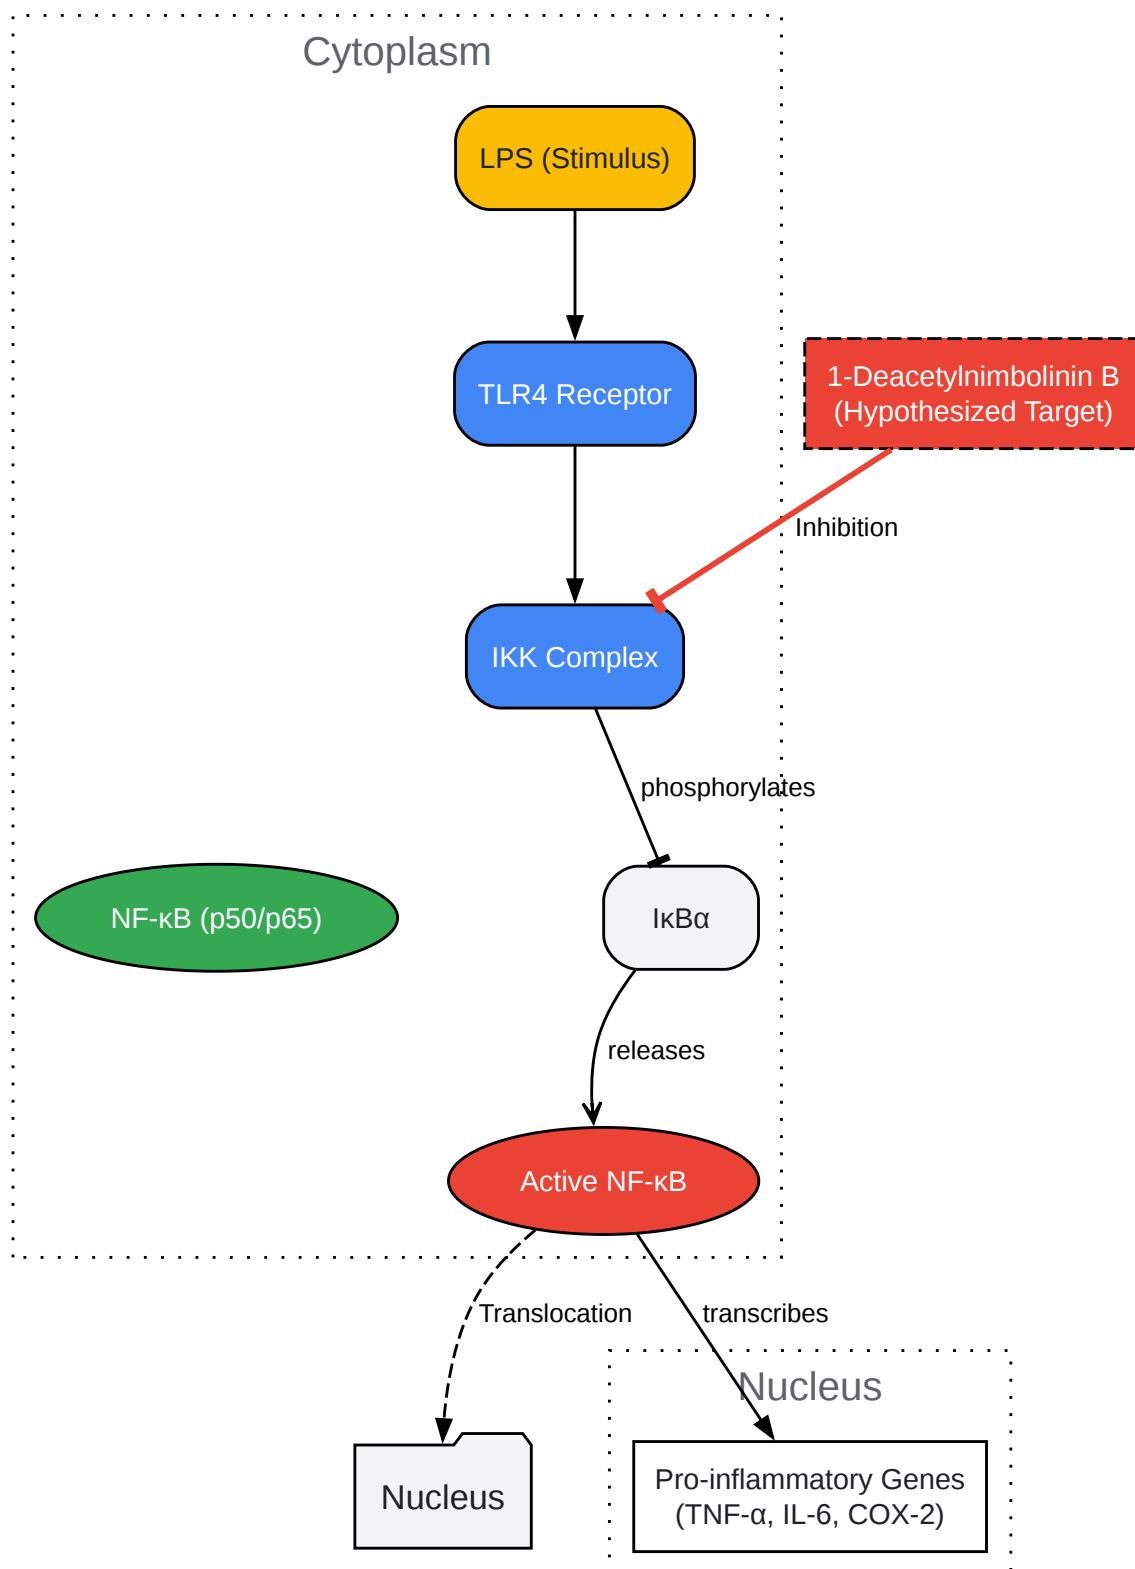 Cytoplasm
LPS (Stimulus)
TLR4 Receptor
1-Deacetylnimbolinin B
(Hypothesized Target)
Inhibition
IKK Complex
phosphorylates
NF-κB (p50/p65)
IκBα
releases
Active NF-κB
Translocation
transcribes
Nucleus
Nucleus
Pro-inflammatory Genes
(TNF-α, IL-6, COX-2)